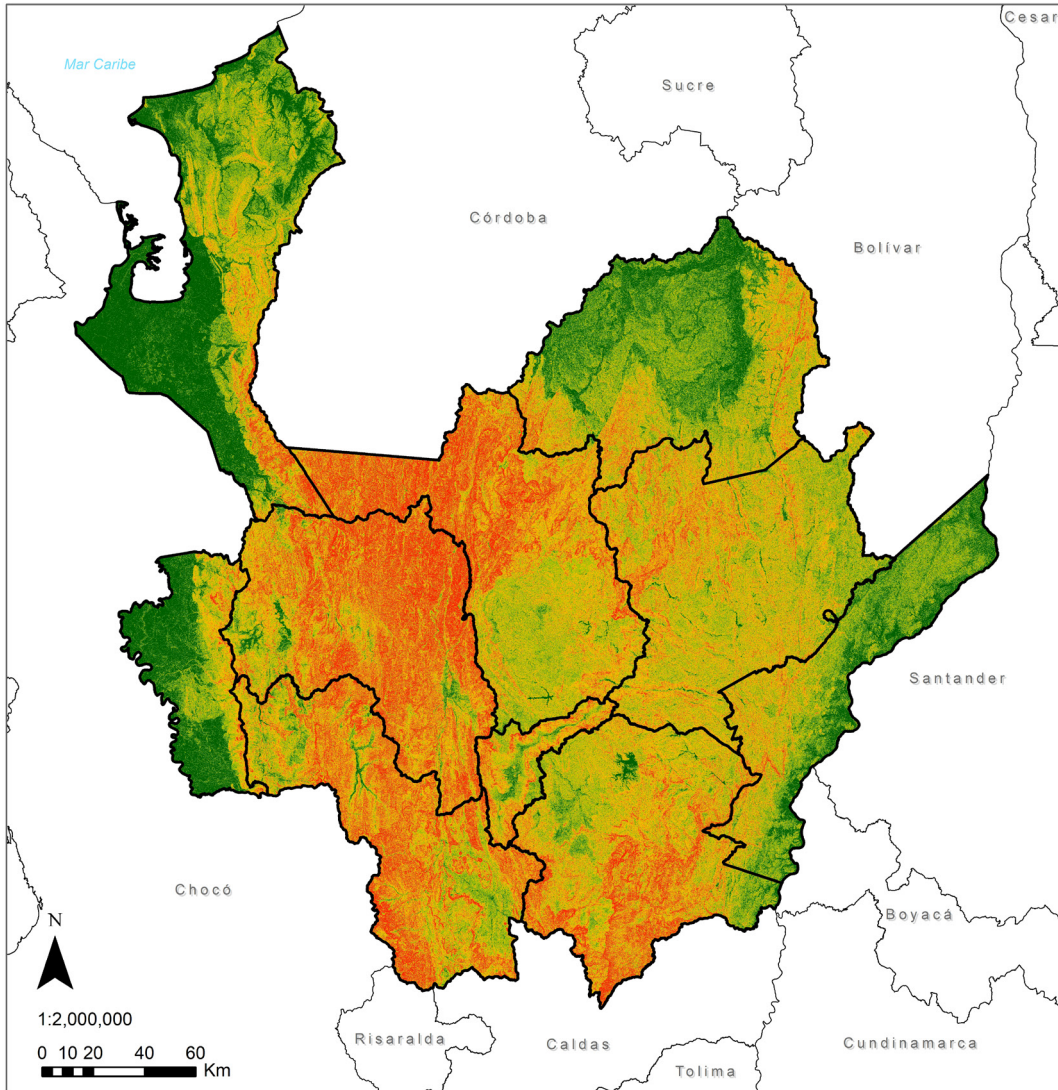 Cesar
Mar Caribe
Sucre
Córdoba
Bolívar
Santander
Chocó
Boyacá
N
1:2,000,000
0 10 20 40 60
Km
Risaralda
Caldas
Cundinamarca
Tolima